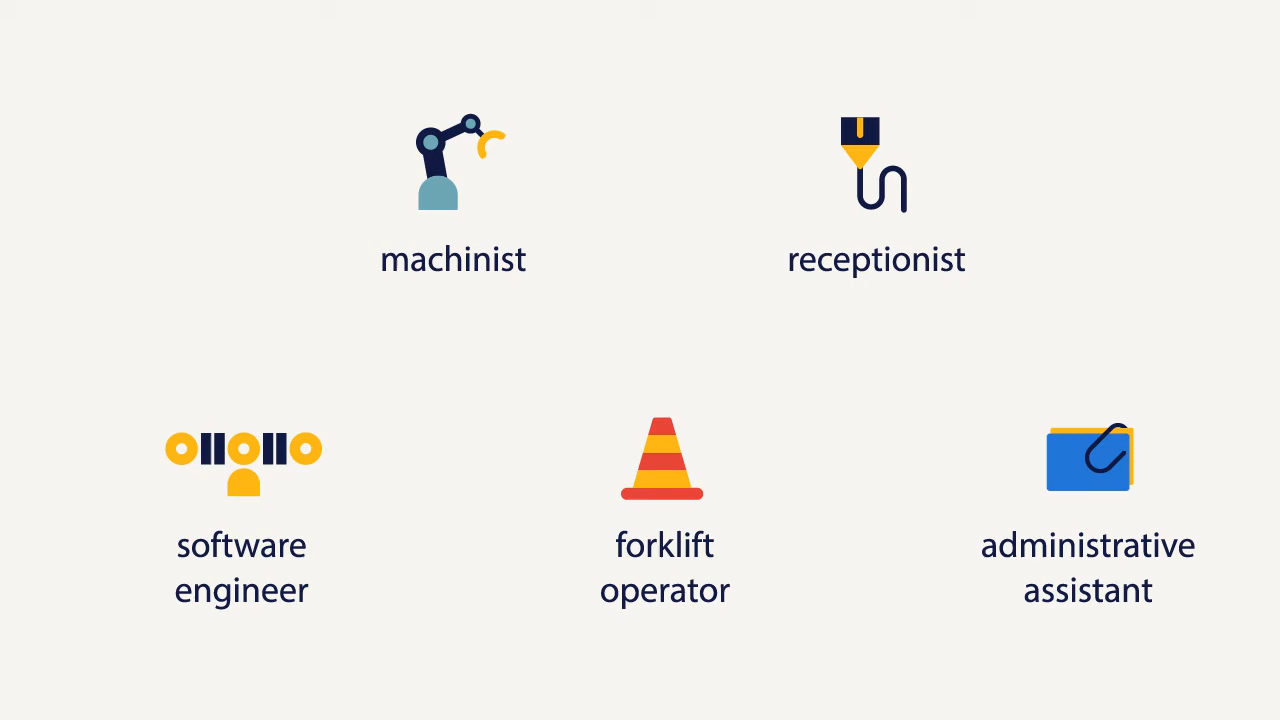 machinist
receptionist
software
engineer
forklift
operator
administrative
assistant